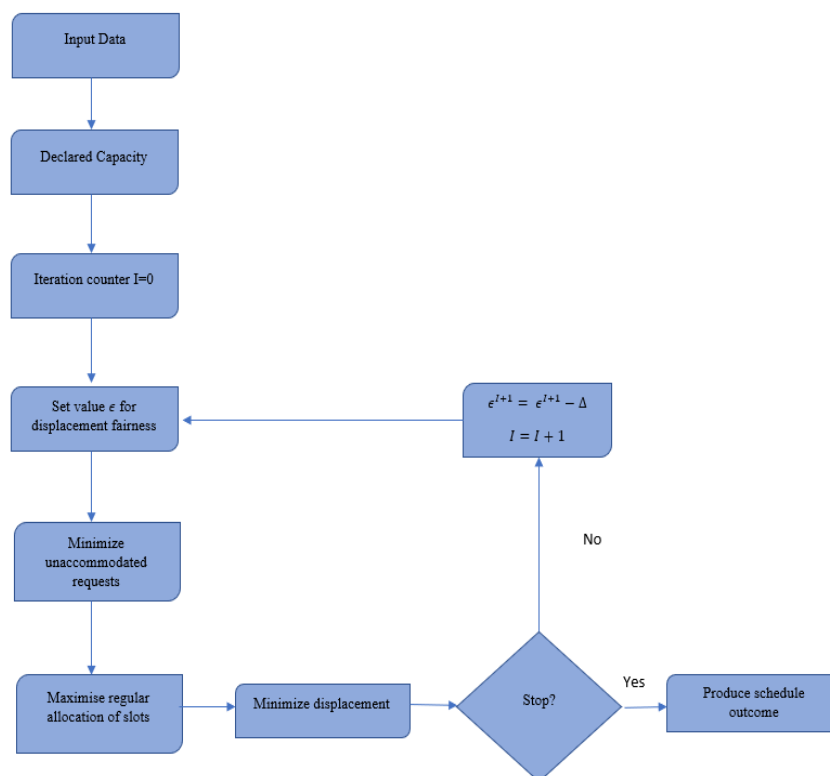 Input Data
Declared Capacity
Iteration counter I=0
Set value ϵ for
displacement fairness
ϵ^{I+1} = ϵ^{I+1} − Δ
I = I + 1
Minimize
unaccommodated
requests
No
Maximise regular
allocation of slots
Minimize displacement
Stop?
Yes
Produce schedule
outcome